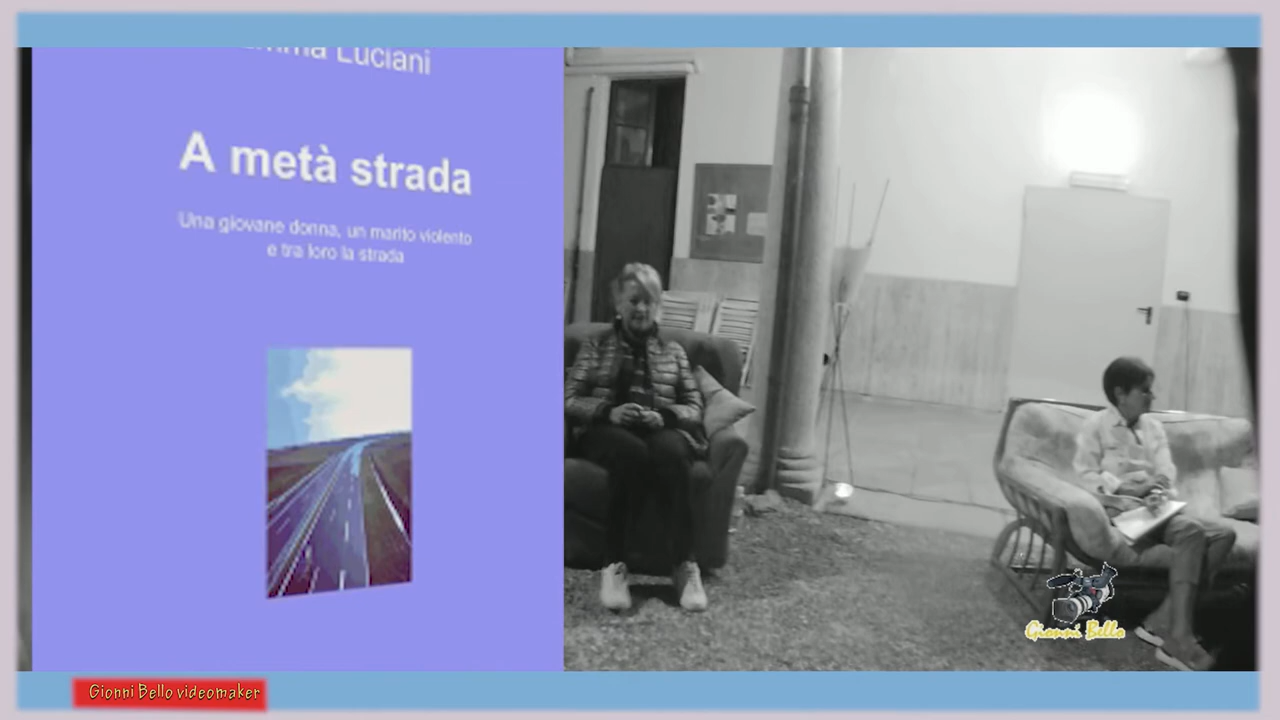 Luciani
A metà strada
Una giovane donna, un marito violento
e tra loro la strada
Gionni Bello
Gionni Bello videomaker